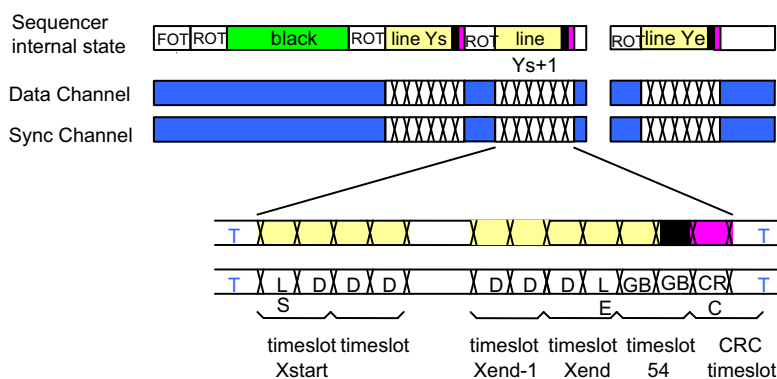 Sequencer
internal state
FOT ROT black ROT line Ys ROT line
Ys+1
ROT line Ye
Data Channel
Sync Channel
T T
T L
S D D D D D D L
E GB GB CR
C T
timeslot
Xstart
timeslot
timeslot
Xend-1
timeslot
Xend
timeslot
54
CRC
timeslot